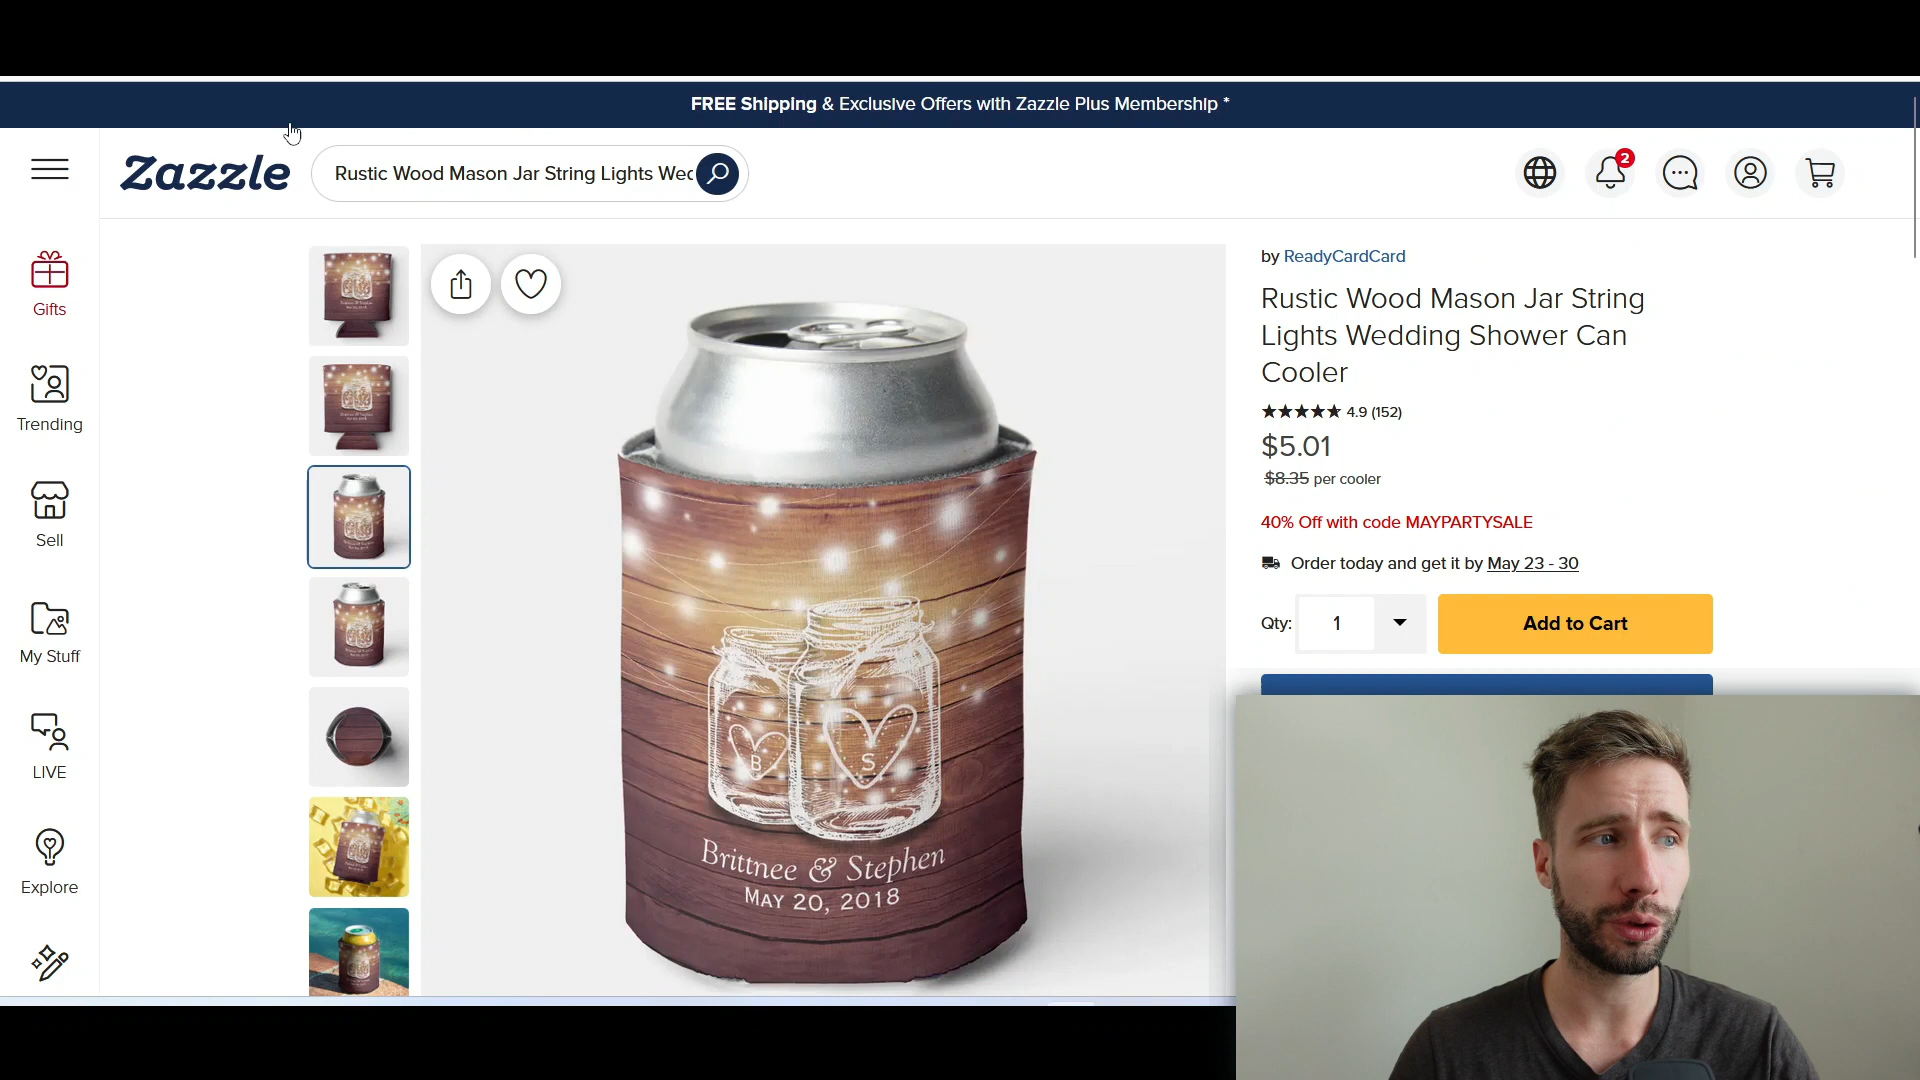 FREE Shipping & Exclusive Offers with Zazzle Plus Membership *
Zazzle
Rustic Wood Mason Jar String Lights Wec
2
Gifts
Trending
Sell
My Stuff
LIVE
Explore
B
S
Brittnee & Stephen
May 20, 2018
by ReadyCardCard
Rustic Wood Mason Jar String
Lights Wedding Shower Can
Cooler
4.9 (152)
$5.01
$8.35 per cooler
40% Off with code MAYPARTYSALE
Order today and get it by May 23 - 30
Qty: 1
Add to Cart